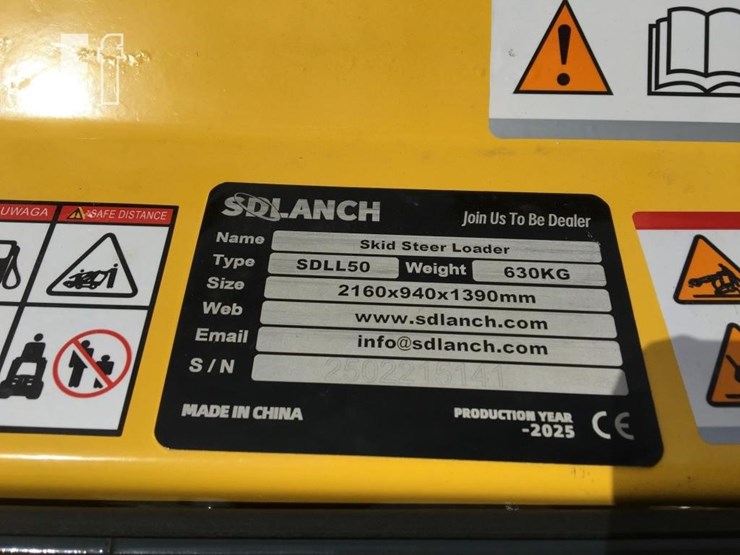 UWAGA
SAFE DISTANCE
SDLANCH
Join Us To Be Dealer
Name Skid Steer Loader
Type SDLL50 Weight 630KG
Size 2160x940x1390mm
Web www.sdlanch.com
Email info@sdlanch.com
S/N 2502215141
MADE IN CHINA
PRODUCTION YEAR
-2025 CE